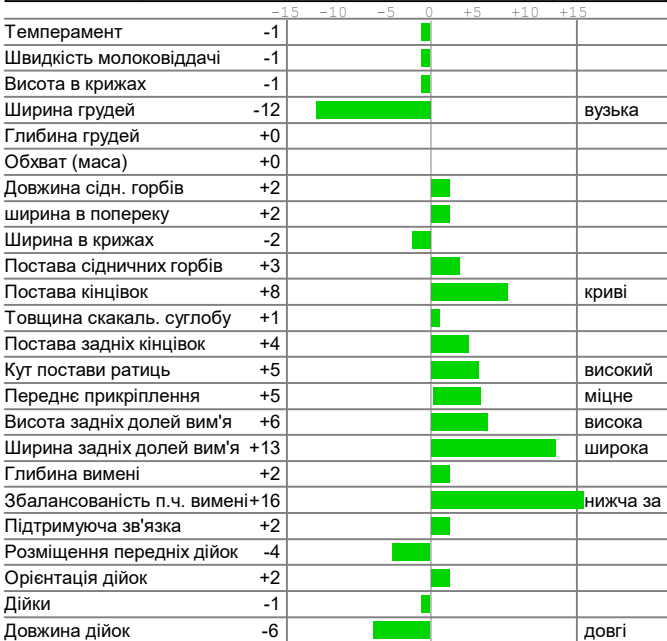 -15 -10 -5 0 +5 +10 +15
Темперамент -1
Швидкість молоковіддачі -1
Висота в крижах -1
Ширина грудей -12 вузька
Глибина грудей +0
Обхват (маса) +0
Довжина сідн. горбів +2
ширина в попереку +2
Ширина в крижах -2
Постава сідничних горбів +3
Постава кінцівок +8 криві
Товщина скакаль. суглобу +1
Постава задніх кінцівок +4
Кут постави ратиць +5 високий
Переднє прикріплення +5 міцне
Висота задніх долей вим'я +6 висока
Ширина задніх долей вим'я +13 широка
Глибина вимені +2
Збалансованість п.ч. вимені+16 нижча за
Підтримуюча зв'язка +2
Розміщення передніх дійок -4
Орієнтація дійок +2
Дійки -1
Довжина дійок -6 довгі